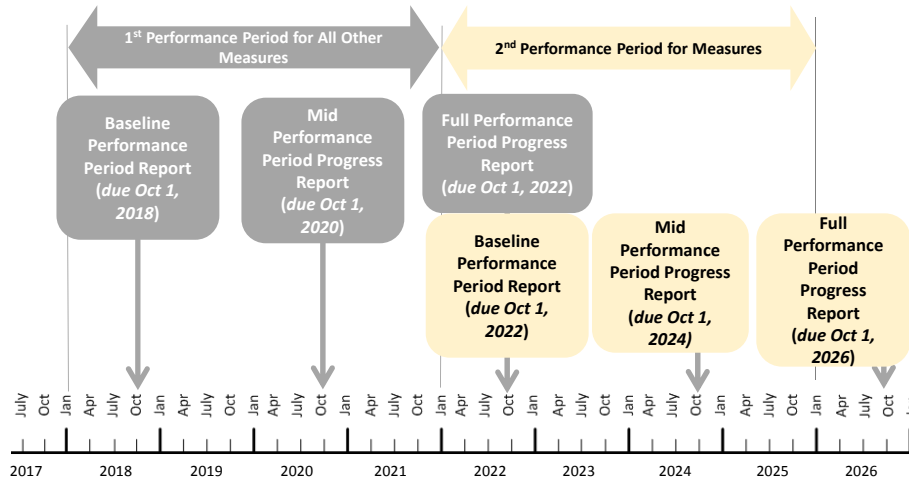 1st Performance Period for All Other
Measures
2nd Performance Period for Measures
Baseline
Performance
Period Report
(due Oct 1,
2018)
Mid
Performance
Period Progress
Report
(due Oct 1,
2020)
Full Performance
Period Progress
Report
(due Oct 1, 2022)
Baseline
Performance
Period Report
(due Oct 1,
2022)
Mid
Performance
Period Progress
Report
(due Oct 1,
2024)
Full
Performance
Period
Progress
Report
(due Oct 1,
2026)
July Oct Jan Apr July Oct Jan Apr July Oct Jan Apr July Oct Jan Apr July Oct Jan Apr July Oct Jan Apr July Oct Jan Apr July Oct Jan Apr July Oct Jan Apr July Oct
2017 2018 2019 2020 2021 2022 2023 2024 2025 2026